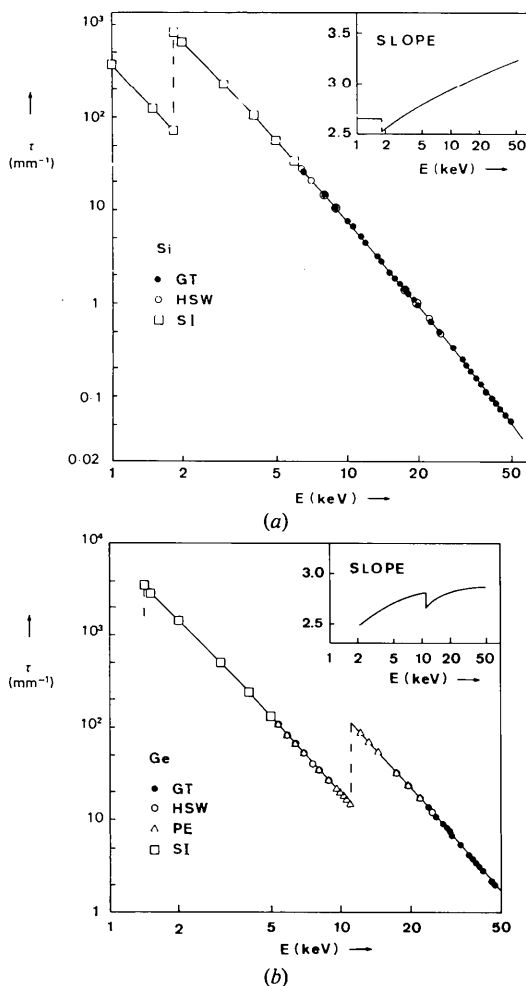 10³
10²
10
1
0·1
0·02
τ
(mm⁻¹)
SLOPE
3.5
3.0
2.5
1 2 5 10 20 50
E (keV)
Si
GT
HSW
SI
1 2 5 10 20 50
E (keV)
(a)
10⁴
10³
10²
10
1
τ
(mm⁻¹)
SLOPE
3.0
2.5
1 2 5 10 20 50
E (keV)
Ge
GT
HSW
PE
SI
1 2 5 10 20 50
E (keV)
(b)